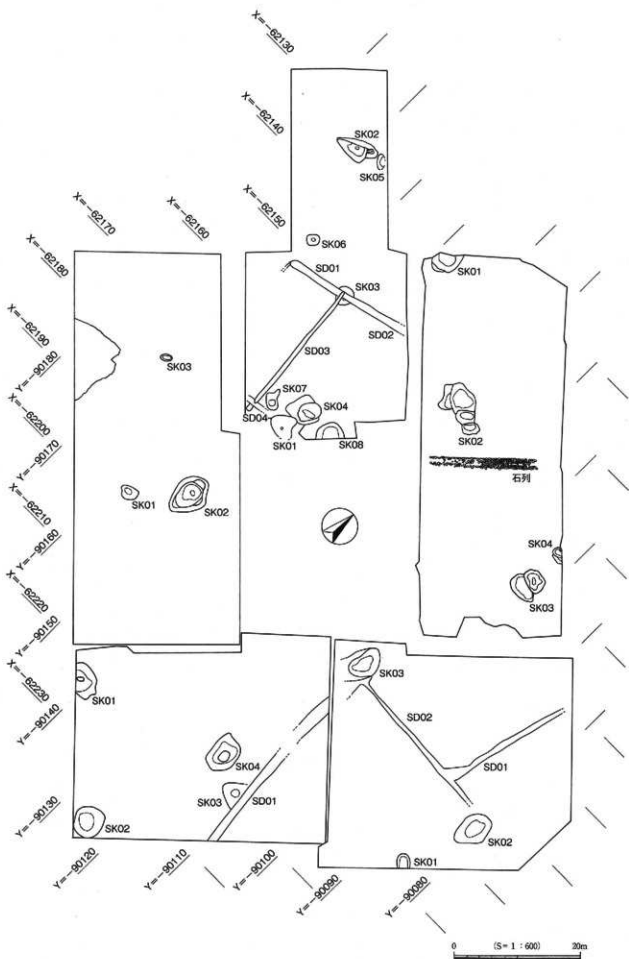 X=-62130
X=-62140
X=-62150
X=-62160
X=-62170
X=-62180
X=-62190
Y=-90180
X=-62200
Y=-90170
X=-62210
Y=-90160
X=-62220
Y=-90150
X=-62230
Y=-90140
Y=-90130
Y=-90120
Y=-90110
Y=-90100
Y=-90090
Y=-90080
SK02
SK05
SK06
SD01
SK03
SD02
SD03
SK07
SK04
SD04
SK01
SK08
SK03
SK01
SK02
SK01
SK02
石列
SK04
SK03
SK01
SK04
SK03
SD01
SK02
SK03
SD02
SD01
SK02
SK01
0 (S=1:600) 20m